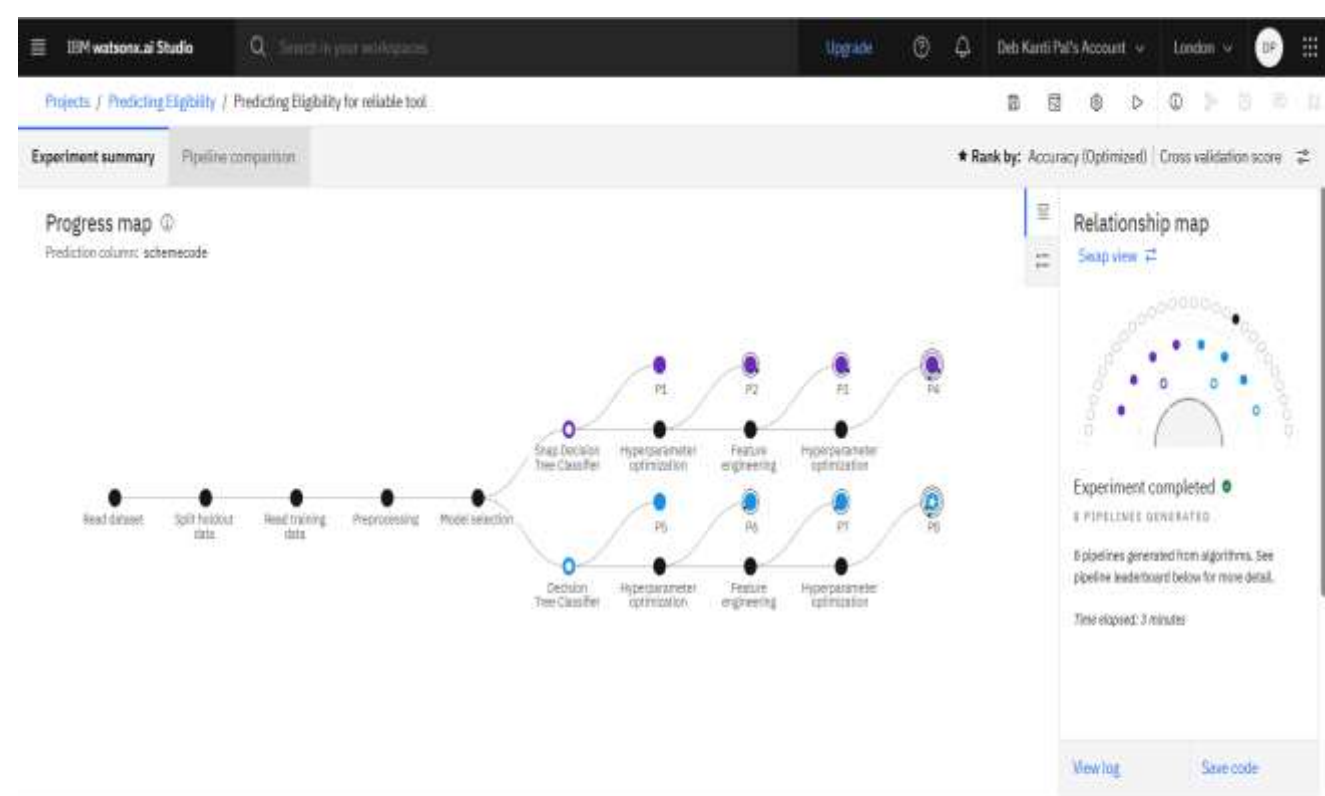 IBM watsonx.ai Studio
Search in your workspaces
Upgrade
Deb Kanti Pal's Account
London
DP
Projects / Predicting Eligibility / Predicting Eligibility for reliable tool
Experiment summary
Pipeline comparison
Rank by: Accuracy (Optimized) | Cross validation score
Progress map
Prediction column: schemecode
Relationship map
Swap view
P1
P2
P3
P4
Snap Decision
Tree Classifier
Hyperparameter
optimization
Feature
engineering
Hyperparameter
optimization
Read dataset
Split holdout
data
Read training
data
Preprocessing
Model selection
P5
P6
P7
P8
Decision
Tree Classifier
Hyperparameter
optimization
Feature
engineering
Hyperparameter
optimization
Experiment completed
8 PIPELINES GENERATED
8 pipelines generated from algorithms. See
pipeline leaderboard below for more detail.
Time elapsed: 3 minutes
View log
Save code